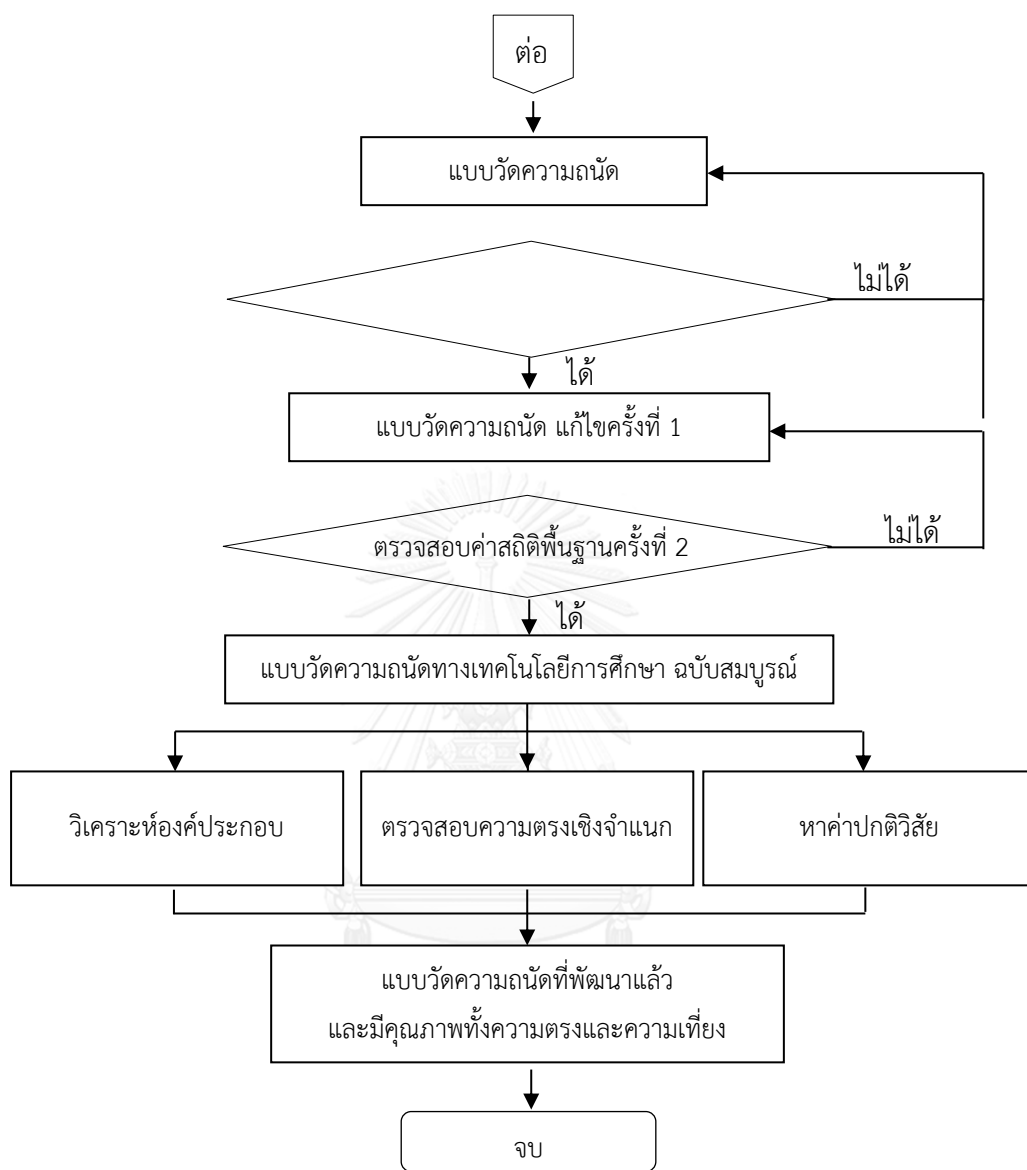 ต่อ
แบบวัดความถนัด
ไม่ได้
ได้
แบบวัดความถนัด แก้ไขครั้งที่ 1
ตรวจสอบค่าสถิติพื้นฐานครั้งที่ 2
ไม่ได้
ได้
แบบวัดความถนัดทางเทคโนโลยีการศึกษา ฉบับสมบูรณ์
วิเคราะห์องค์ประกอบ
ตรวจสอบความตรงเชิงจำแนก
หาค่าปกติวิสัย
แบบวัดความถนัดที่พัฒนาแล้ว
และมีคุณภาพทั้งความตรงและความเที่ยง
จบ